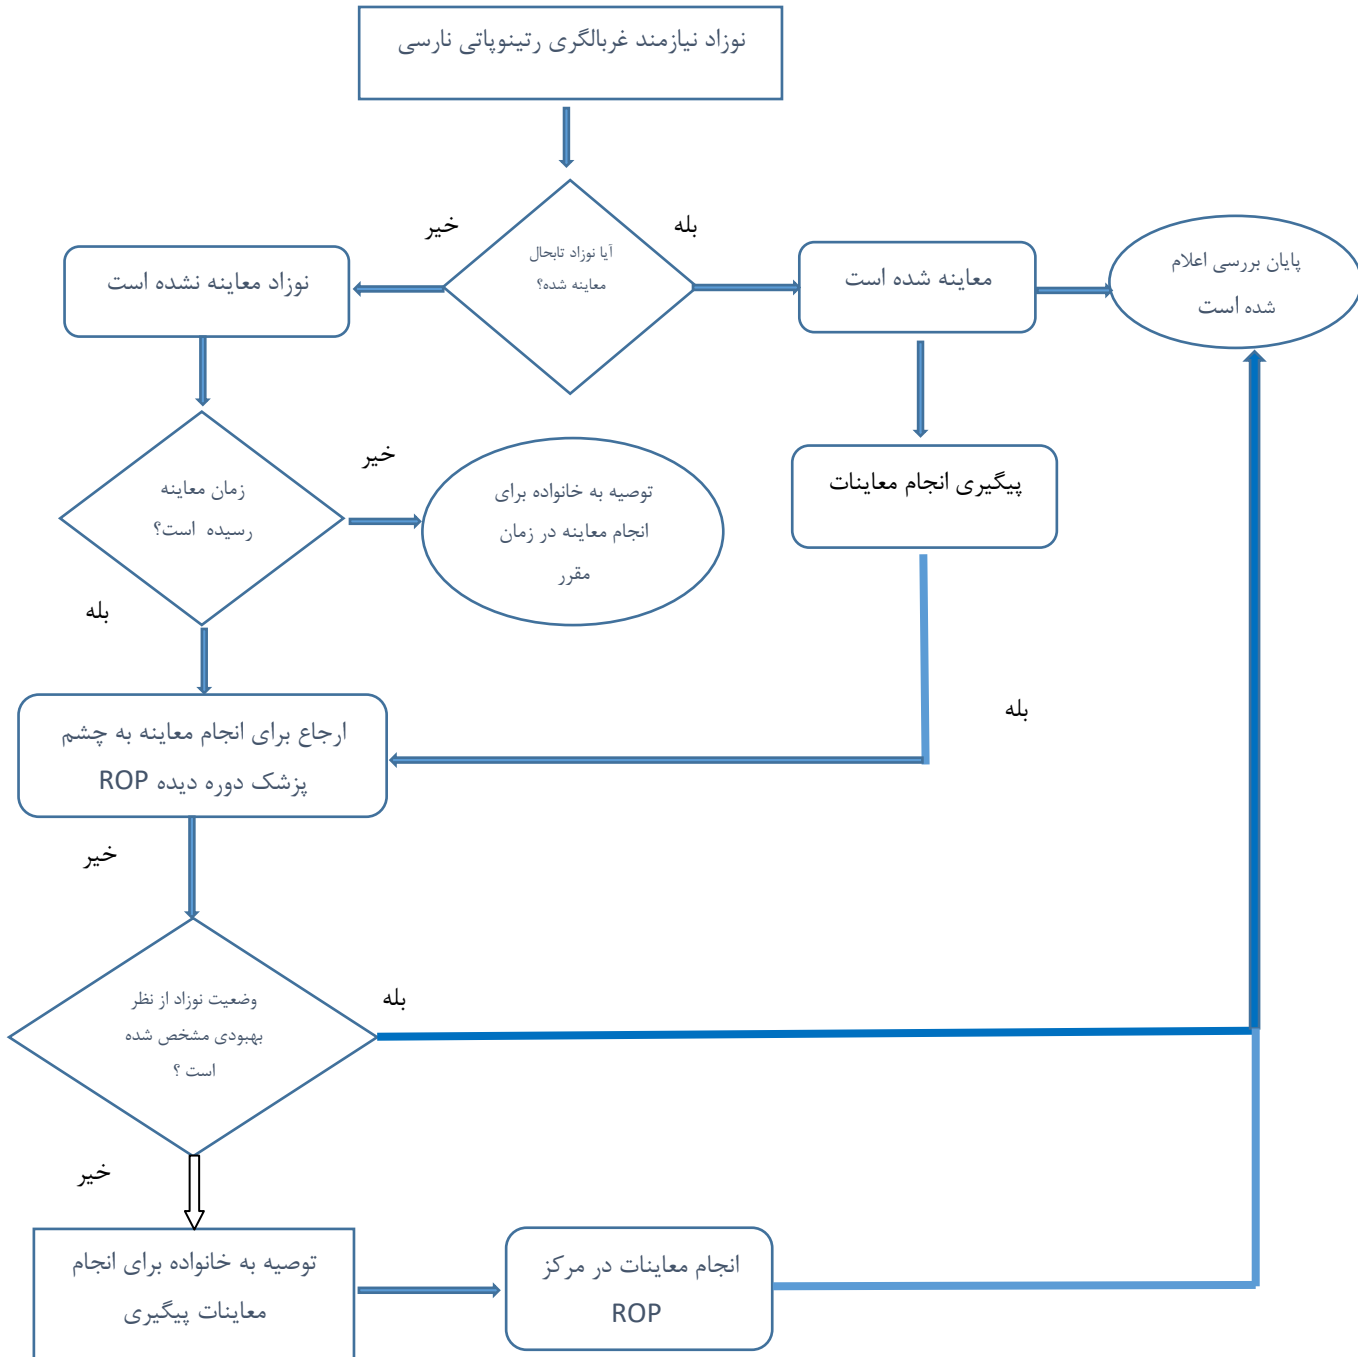 نوزاد نیازمند غربالگری رتینوپاتی نارسی
بله
خیر
آیا نوزاد تابحال
معاینه شده؟
پایان بررسی اعلام
شده است
معاینه شده است
نوزاد معاینه نشده است
خیر
پیگیری انجام معاینات
توصیه به خانواده برای
انجام معاینه در زمان
مقرر
زمان معاینه
رسیده است؟
بله
بله
ارجاع برای انجام معاینه به چشم
پزشک دوره دیده ROP
خیر
وضعیت نوزاد از نظر
بهبودی مشخص شده
است ؟
بله
خیر
توصیه به خانواده برای انجام
معاینات پیگیری
انجام معاینات در مرکز
ROP